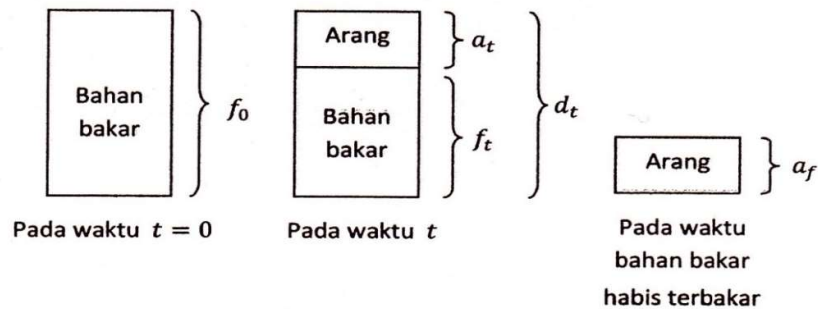 Bahan
bakar
f₀
Pada waktu t = 0
Arang
aₜ
Bahan
bakar
fₜ
dₜ
Pada waktu t
Arang
a_f
Pada waktu
bahan bakar
habis terbakar